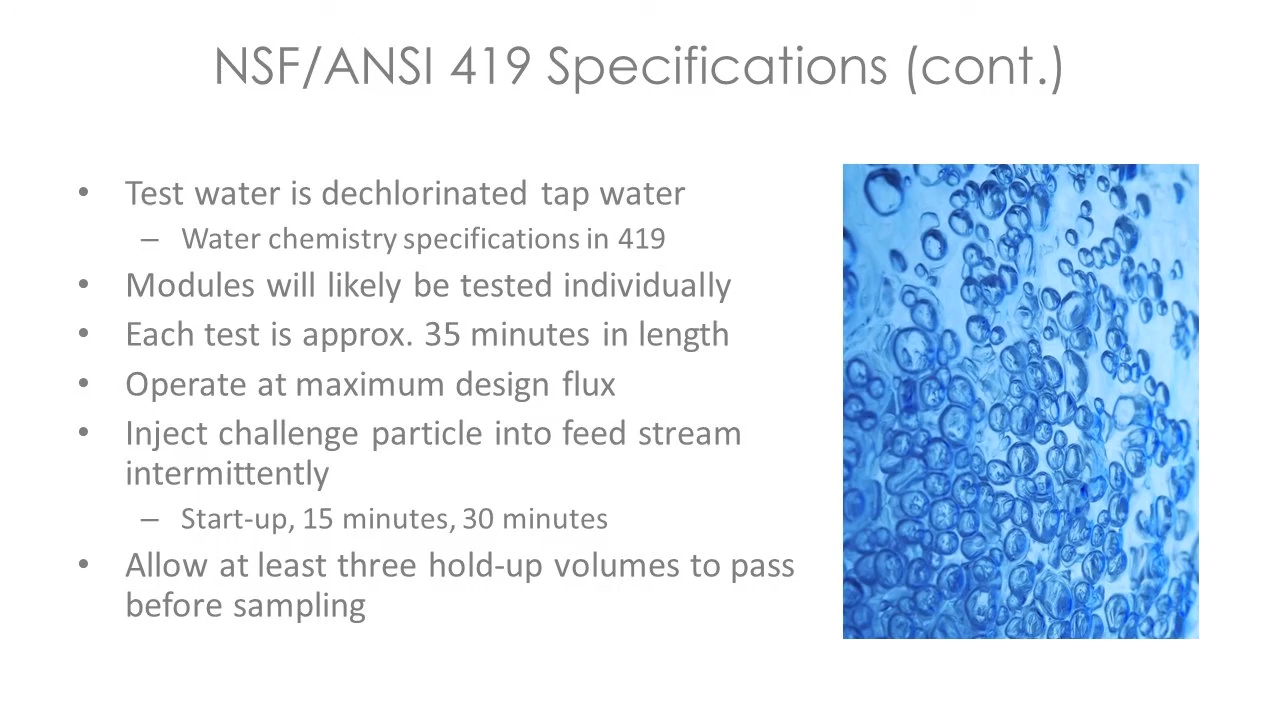 NSF/ANSI 419 Specifications (cont.)
• Test water is dechlorinated tap water
– Water chemistry specifications in 419
• Modules will likely be tested individually
• Each test is approx. 35 minutes in length
• Operate at maximum design flux
• Inject challenge particle into feed stream
intermittently
– Start-up, 15 minutes, 30 minutes
• Allow at least three hold-up volumes to pass
before sampling